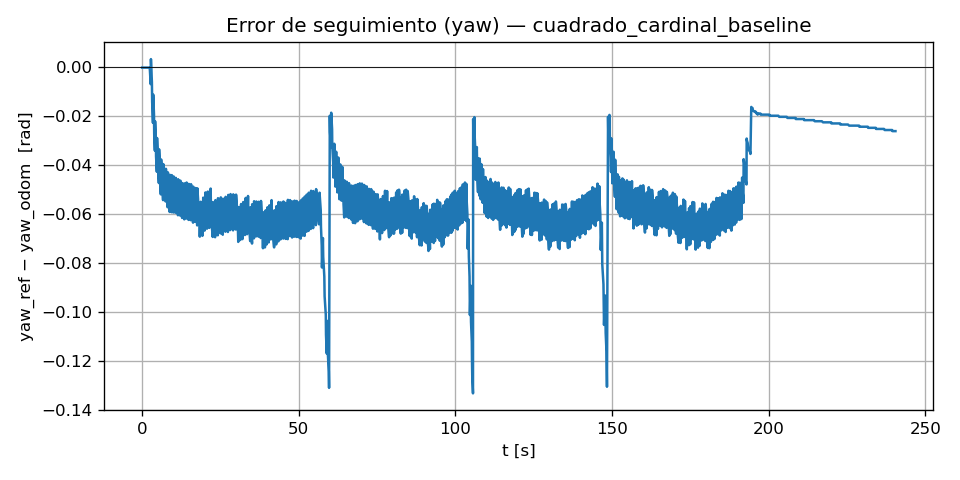 Error de seguimiento (yaw) — cuadrado_cardinal_baseline
yaw_ref − yaw_odom [rad]
0.00
−0.02
−0.04
−0.06
−0.08
−0.10
−0.12
−0.14
0 50 100 150 200 250
t [s]